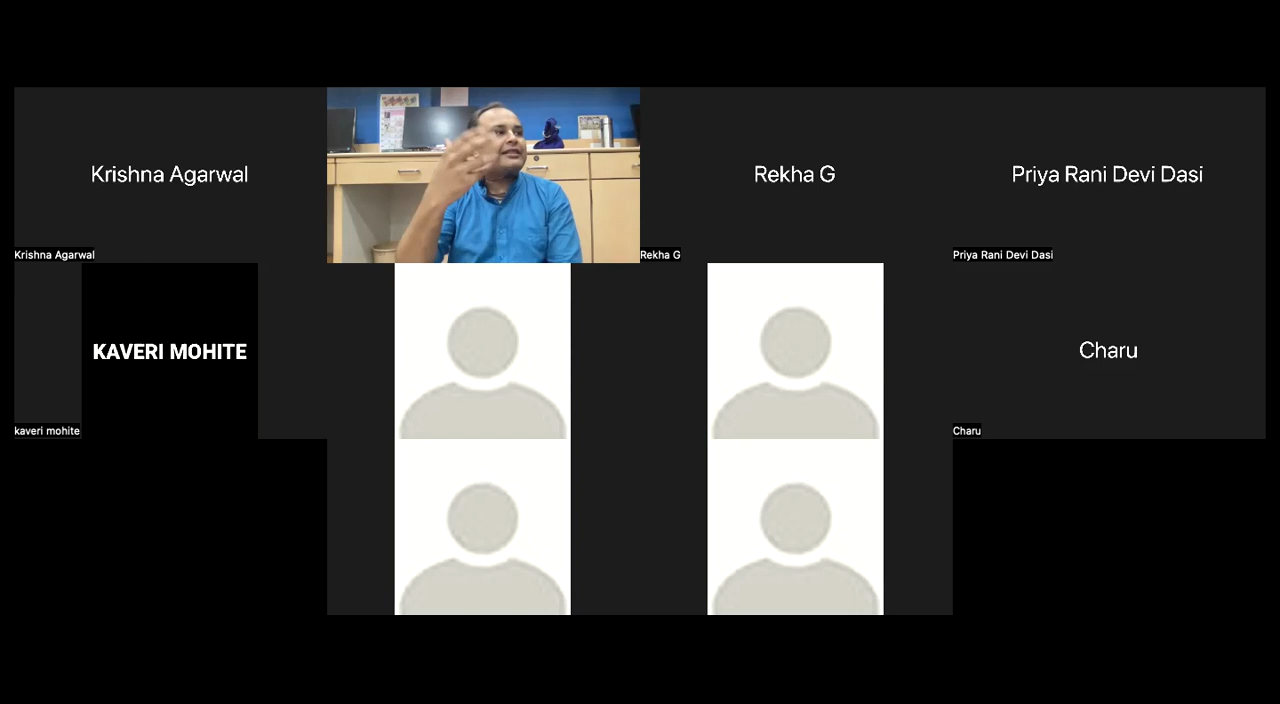 Krishna Agarwal
Rekha G
Priya Rani Devi Dasi
Krishna Agarwal
Rekha G
Priya Rani Devi Dasi
KAVERI MOHITE
Charu
kaveri mohite
Charu